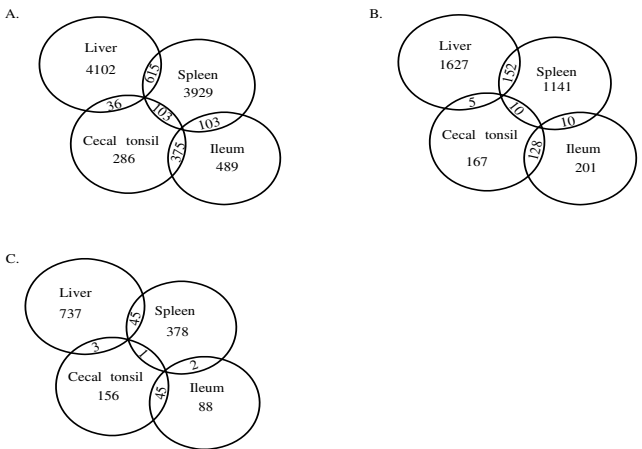 A.
Liver
4102
615
Spleen
3929
36
103
103
Cecal tonsil
286
375
Ileum
489
B.
Liver
1627
152
Spleen
1141
5
10
10
Cecal tonsil
167
128
Ileum
201
C.
Liver
737
45
Spleen
378
3
1
2
Cecal tonsil
156
45
Ileum
88